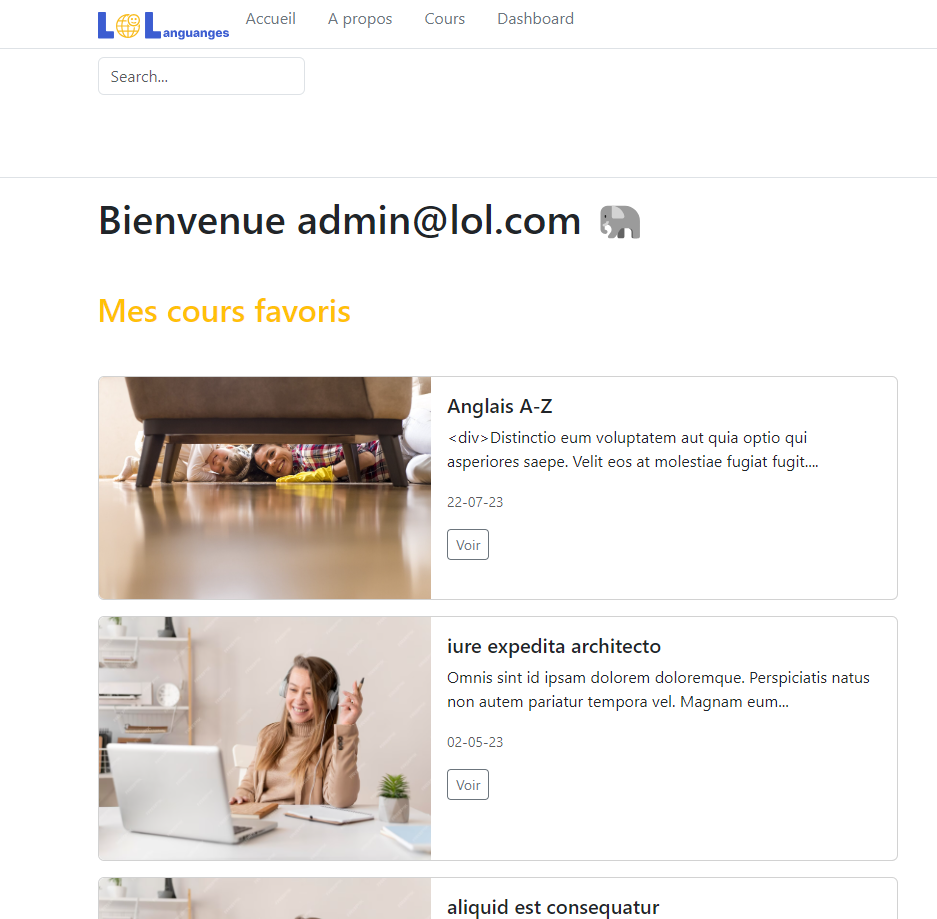 LOLanguanges
Accueil
A propos
Cours
Dashboard
Search...
Bienvenue admin@lol.com
Mes cours favoris
Anglais A-Z
<div>Distinctio eum voluptatem aut quia optio qui
asperiores saepe. Velit eos at molestiae fugiat fugit....
22-07-23
Voir
iure expedita architecto
Omnis sint id ipsam dolorem doloremque. Perspiciatis natus
non autem pariatur tempora vel. Magnam eum...
02-05-23
Voir
aliquid est consequatur